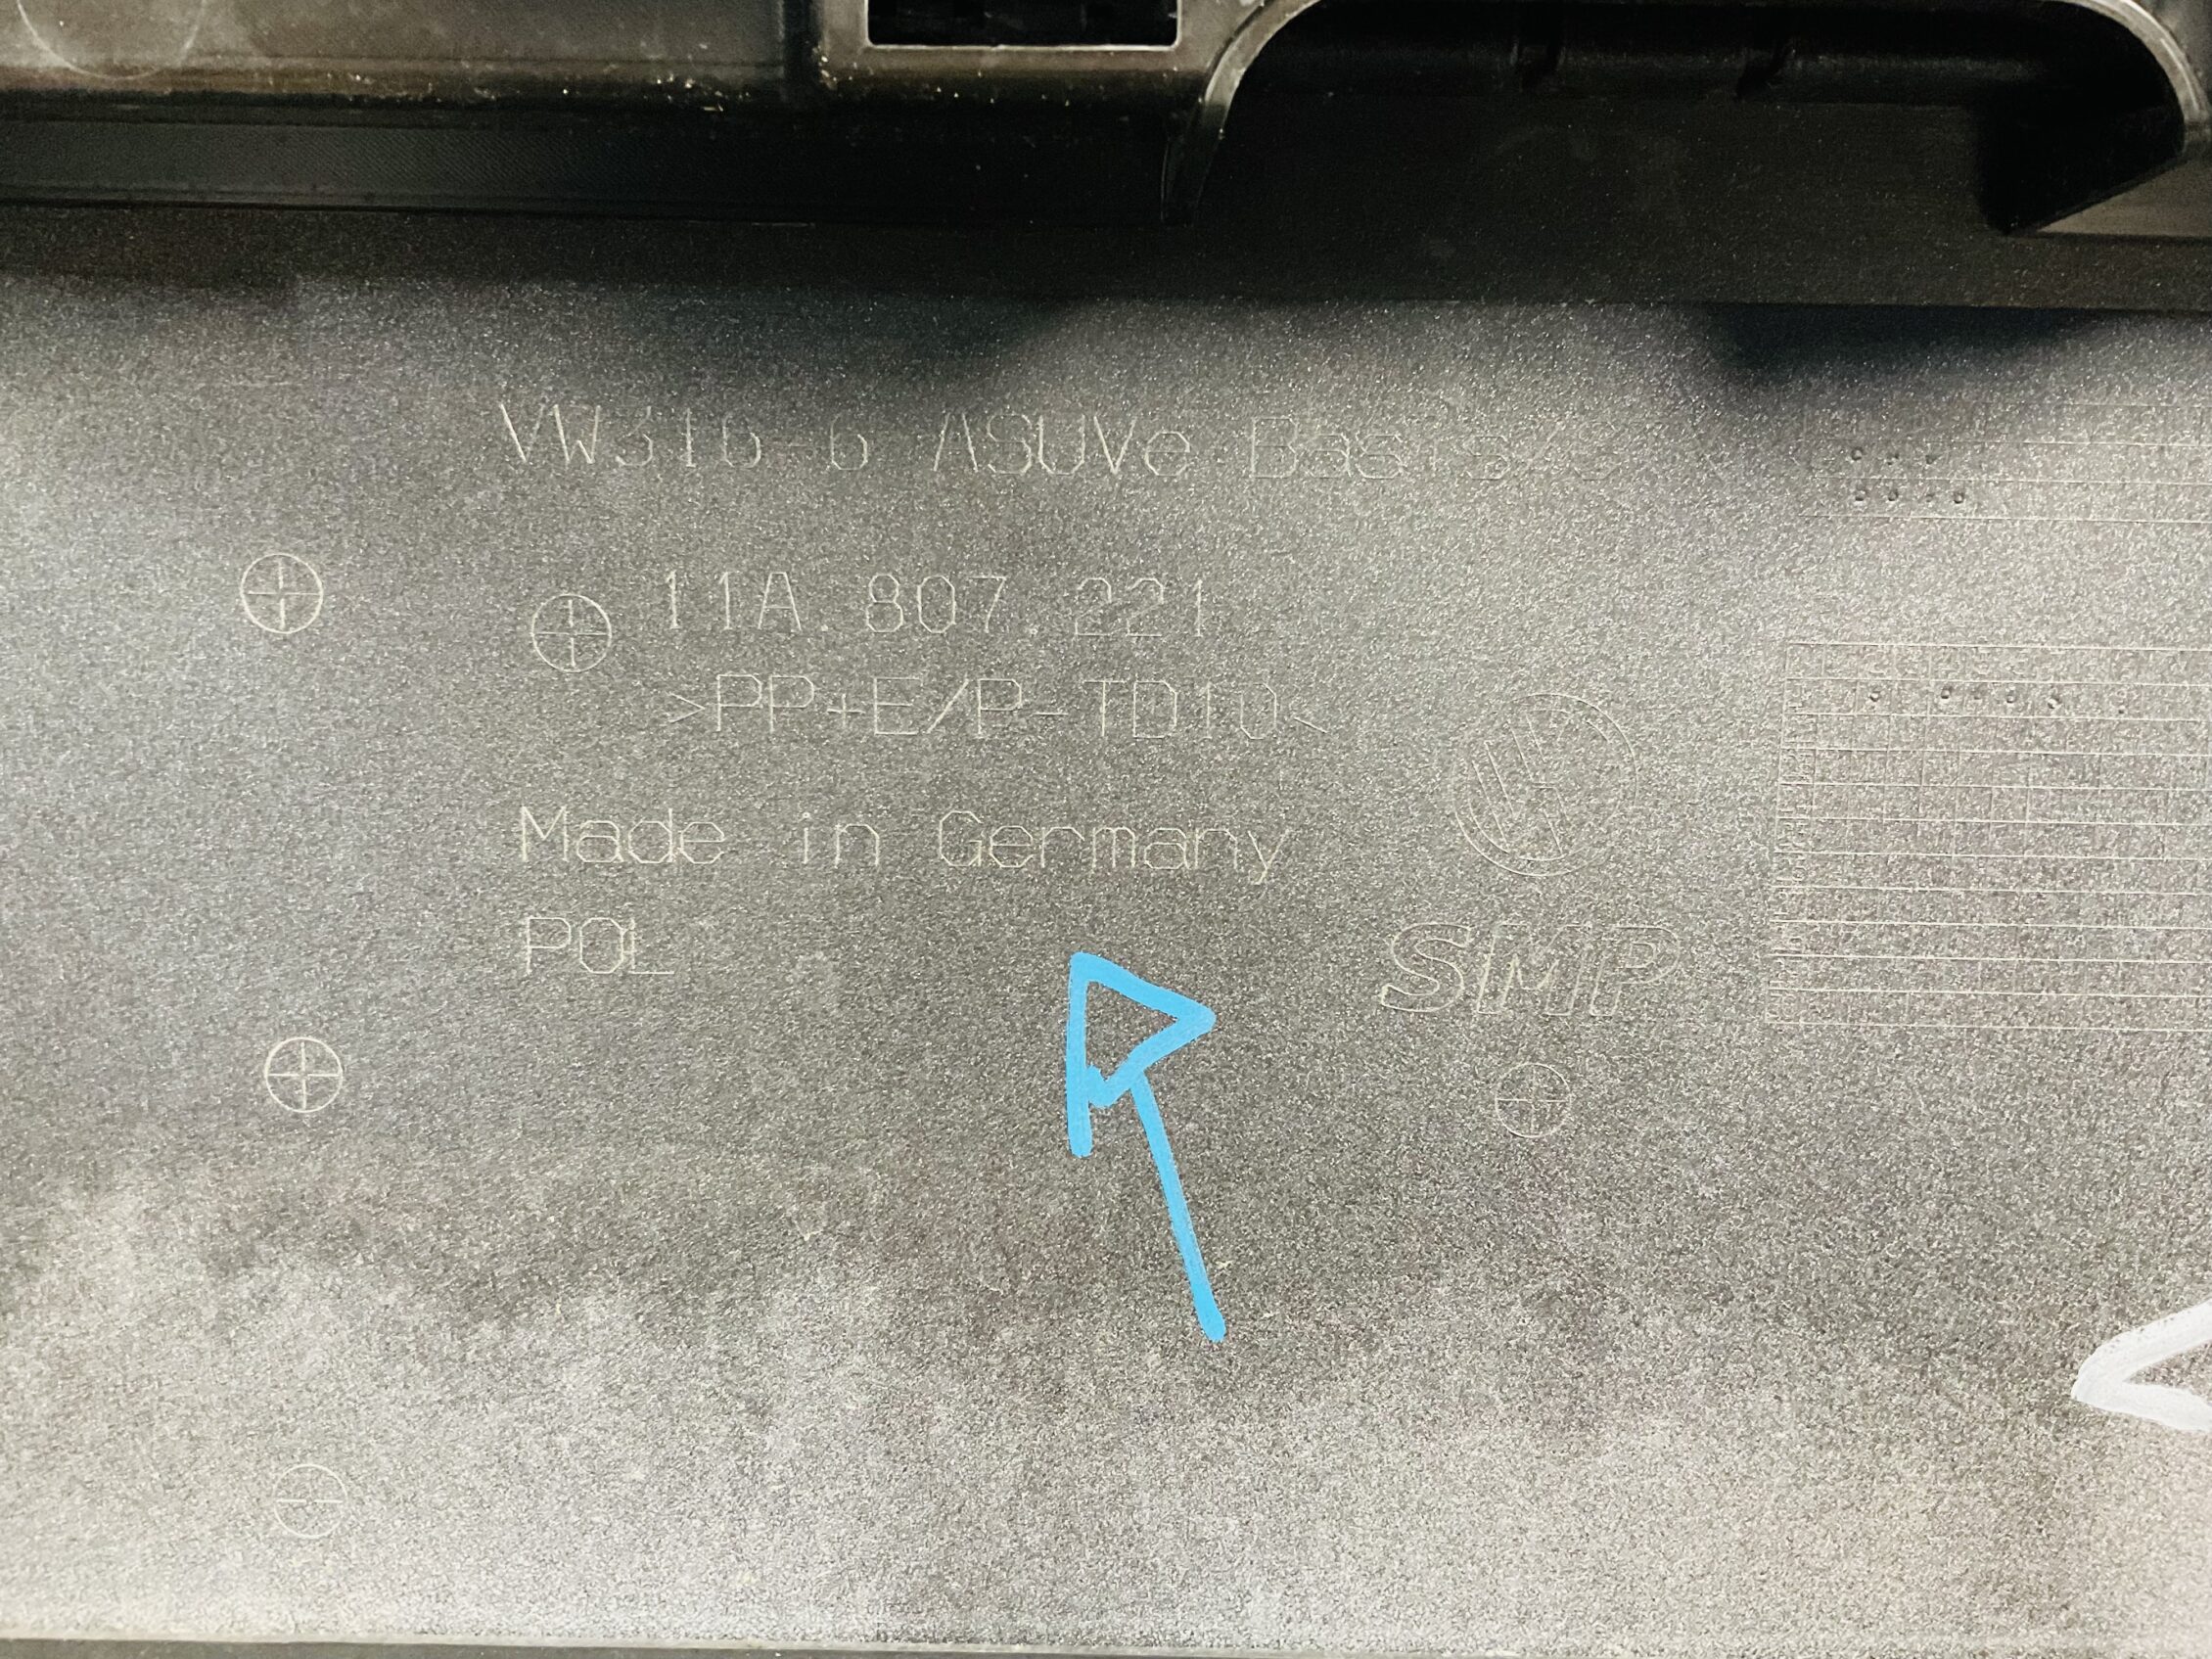 VW316-6 ASUVe Basis/S
11A.807.221
>PP+E/P-TD10<
Made in Germany
POL
SMP
R